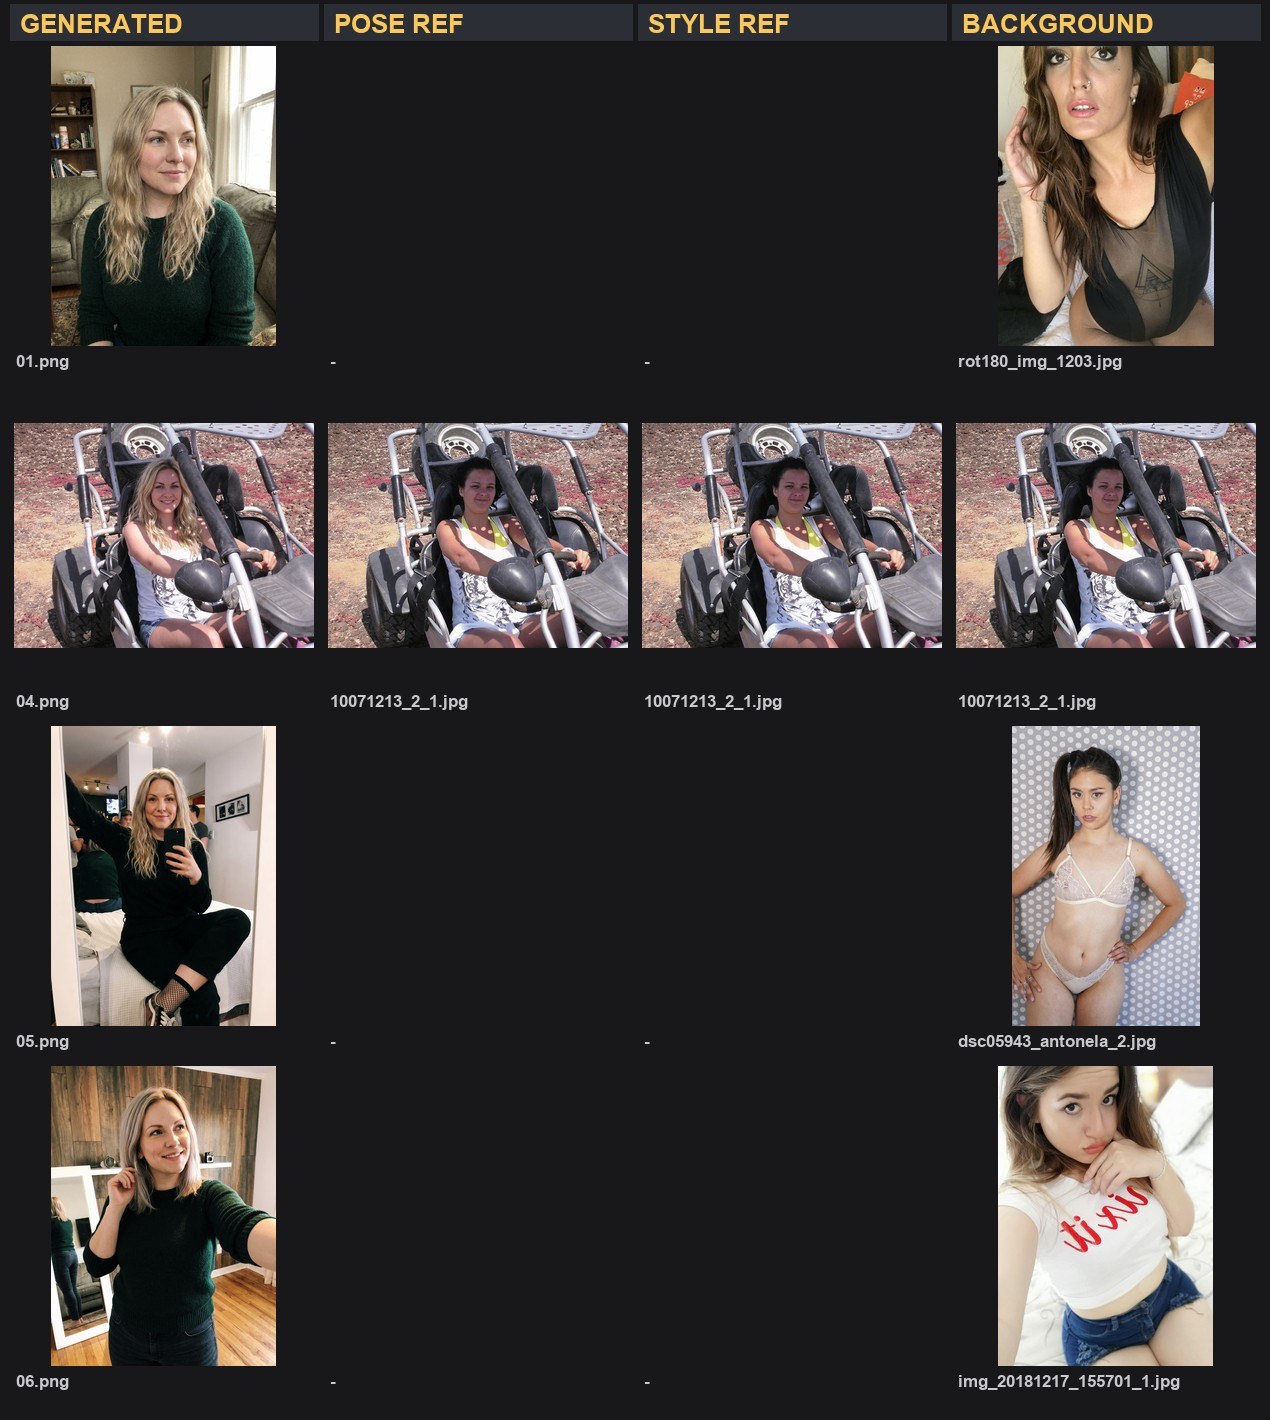 GENERATED POSE REF STYLE REF BACKGROUND
01.png - - rot180_img_1203.jpg
04.png 10071213_2_1.jpg 10071213_2_1.jpg 10071213_2_1.jpg
05.png - - dsc05943_antonela_2.jpg
06.png - - img_20181217_155701_1.jpg